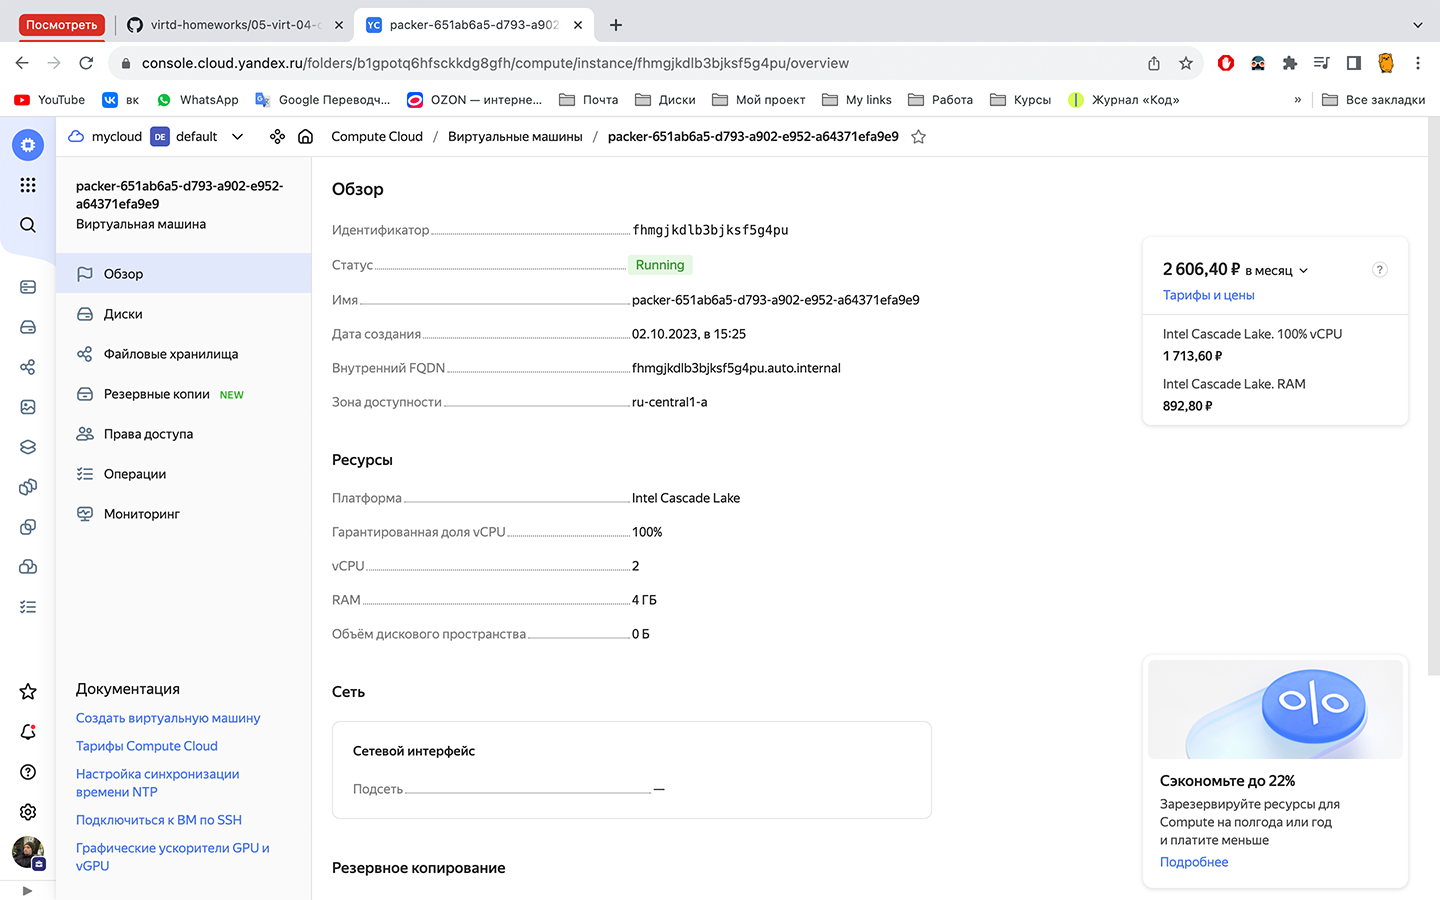 Посмотреть
virtd-homeworks/05-virt-04-
packer-651ab6a5-d793-a902
console.cloud.yandex.ru/folders/b1gpotq6hfsckkdg8gfh/compute/instance/fhmgjkdlb3bjksf5g4pu/overview
YouTube
вк
WhatsApp
Google Переводч...
OZON — интерне...
Почта
Диски
Мой проект
My links
Работа
Курсы
Журнал «Код»
»
Все закладки
mycloud
DE
default
Compute Cloud / Виртуальные машины / packer-651ab6a5-d793-a902-e952-a64371efa9e9
packer-651ab6a5-d793-a902-e952-
a64371efa9e9
Виртуальная машина
Обзор
Диски
Файловые хранилища
Резервные копии NEW
Права доступа
Операции
Мониторинг
Документация
Создать виртуальную машину
Тарифы Compute Cloud
Настройка синхронизации
времени NTP
Подключиться к ВМ по SSH
Графические ускорители GPU и
vGPU
Обзор
Идентификатор fhmgjkdlb3bjksf5g4pu
Статус Running
Имя packer-651ab6a5-d793-a902-e952-a64371efa9e9
Дата создания 02.10.2023, в 15:25
Внутренний FQDN fhmgjkdlb3bjksf5g4pu.auto.internal
Зона доступности ru-central1-a
Ресурсы
Платформа Intel Cascade Lake
Гарантированная доля vCPU 100%
vCPU 2
RAM 4 ГБ
Объём дискового пространства 0 Б
Сеть
Сетевой интерфейс
Подсеть —
Резервное копирование
2 606,40 ₽ в месяц
?
Тарифы и цены
Intel Cascade Lake. 100% vCPU
1 713,60 ₽
Intel Cascade Lake. RAM
892,80 ₽
%
Сэкономьте до 22%
Зарезервируйте ресурсы для
Compute на полгода или год
и платите меньше
Подробнее